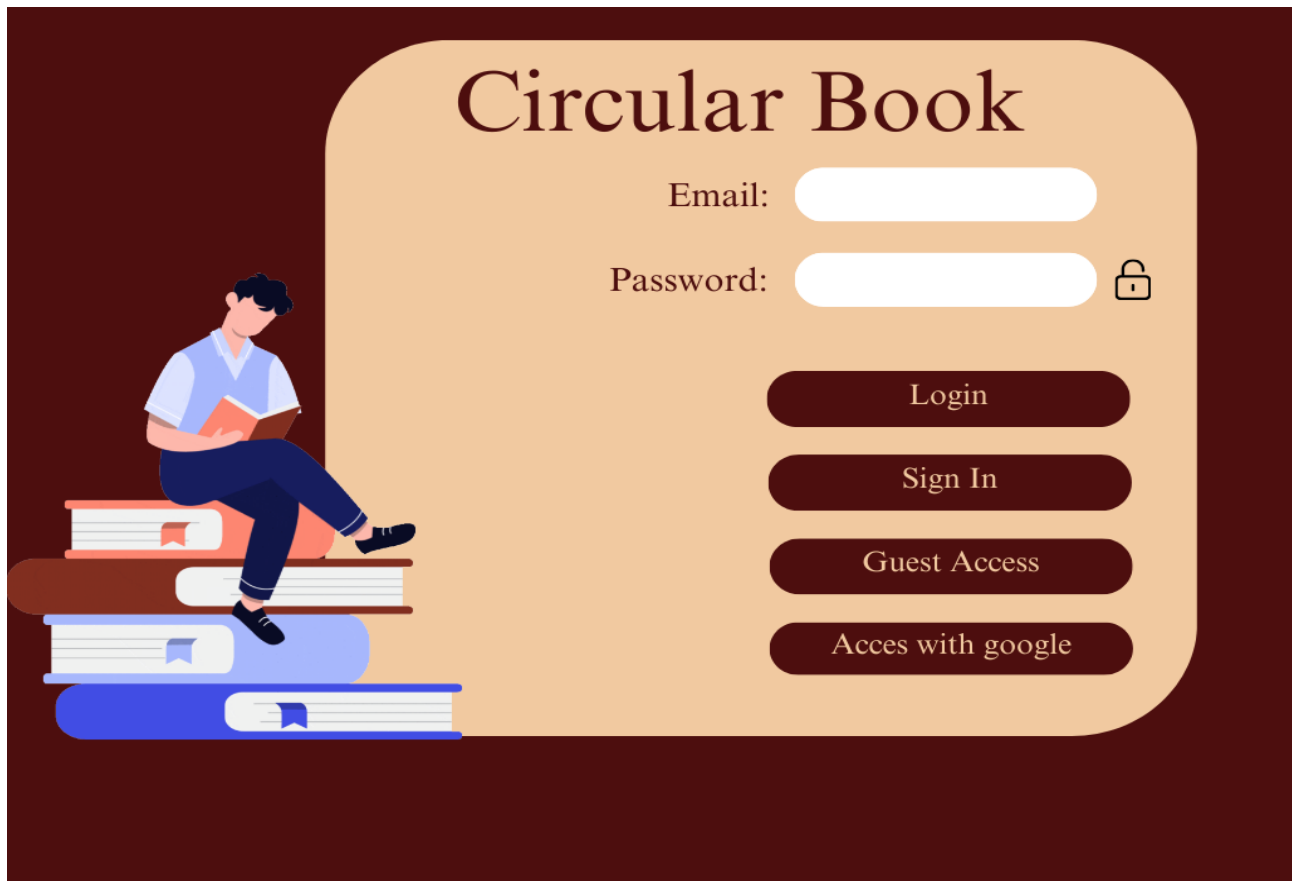 Circular Book
Email:
Password:
Login
Sign In
Guest Access
Acces with google